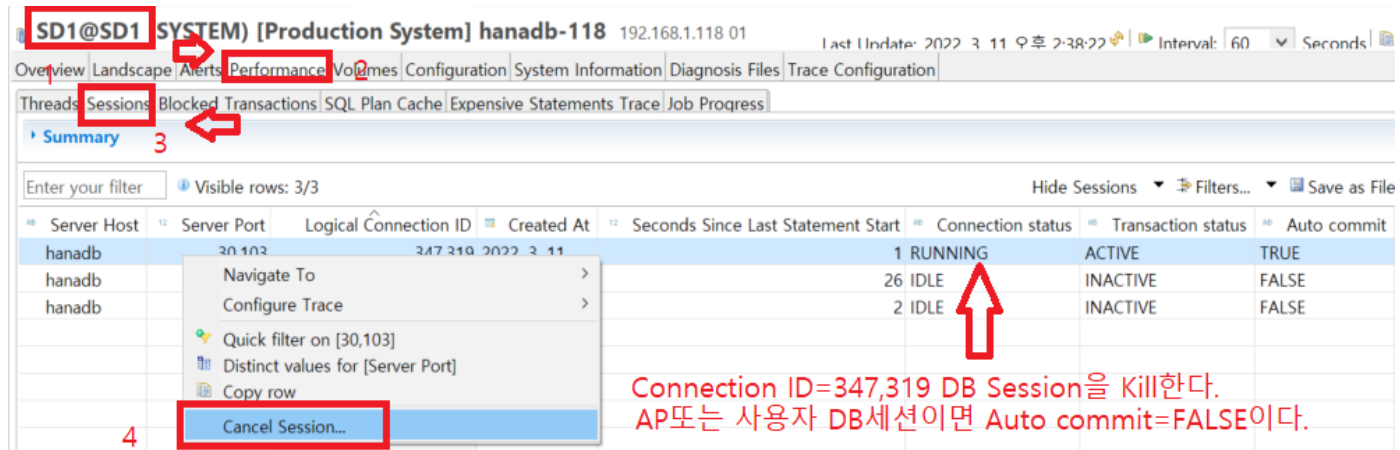 SD1@SD1 (SYSTEM) [Production System] hanadb-118 192.168.1.118 01
Last Update: 2022. 3. 11 오후 2:38:22 Interval: 60 Seconds
1
2
Overview Landscape Alerts Performance Volumes Configuration System Information Diagnosis Files Trace Configuration
Threads Sessions Blocked Transactions SQL Plan Cache Expensive Statements Trace Job Progress
Summary
3
Enter your filter Visible rows: 3/3 Hide Sessions Filters... Save as File
Server Host Server Port Logical Connection ID Created At Seconds Since Last Statement Start Connection status Transaction status Auto commit
hanadb 30,103 347,319 2022. 3. 11 1 RUNNING ACTIVE TRUE
hanadb 26 IDLE INACTIVE FALSE
hanadb 2 IDLE INACTIVE FALSE
Navigate To
Configure Trace
Quick filter on [30,103]
Distinct values for [Server Port]
Copy row
Cancel Session...
4
Connection ID=347,319 DB Session을 Kill한다.
AP또는 사용자 DB세션이면 Auto commit=FALSE이다.